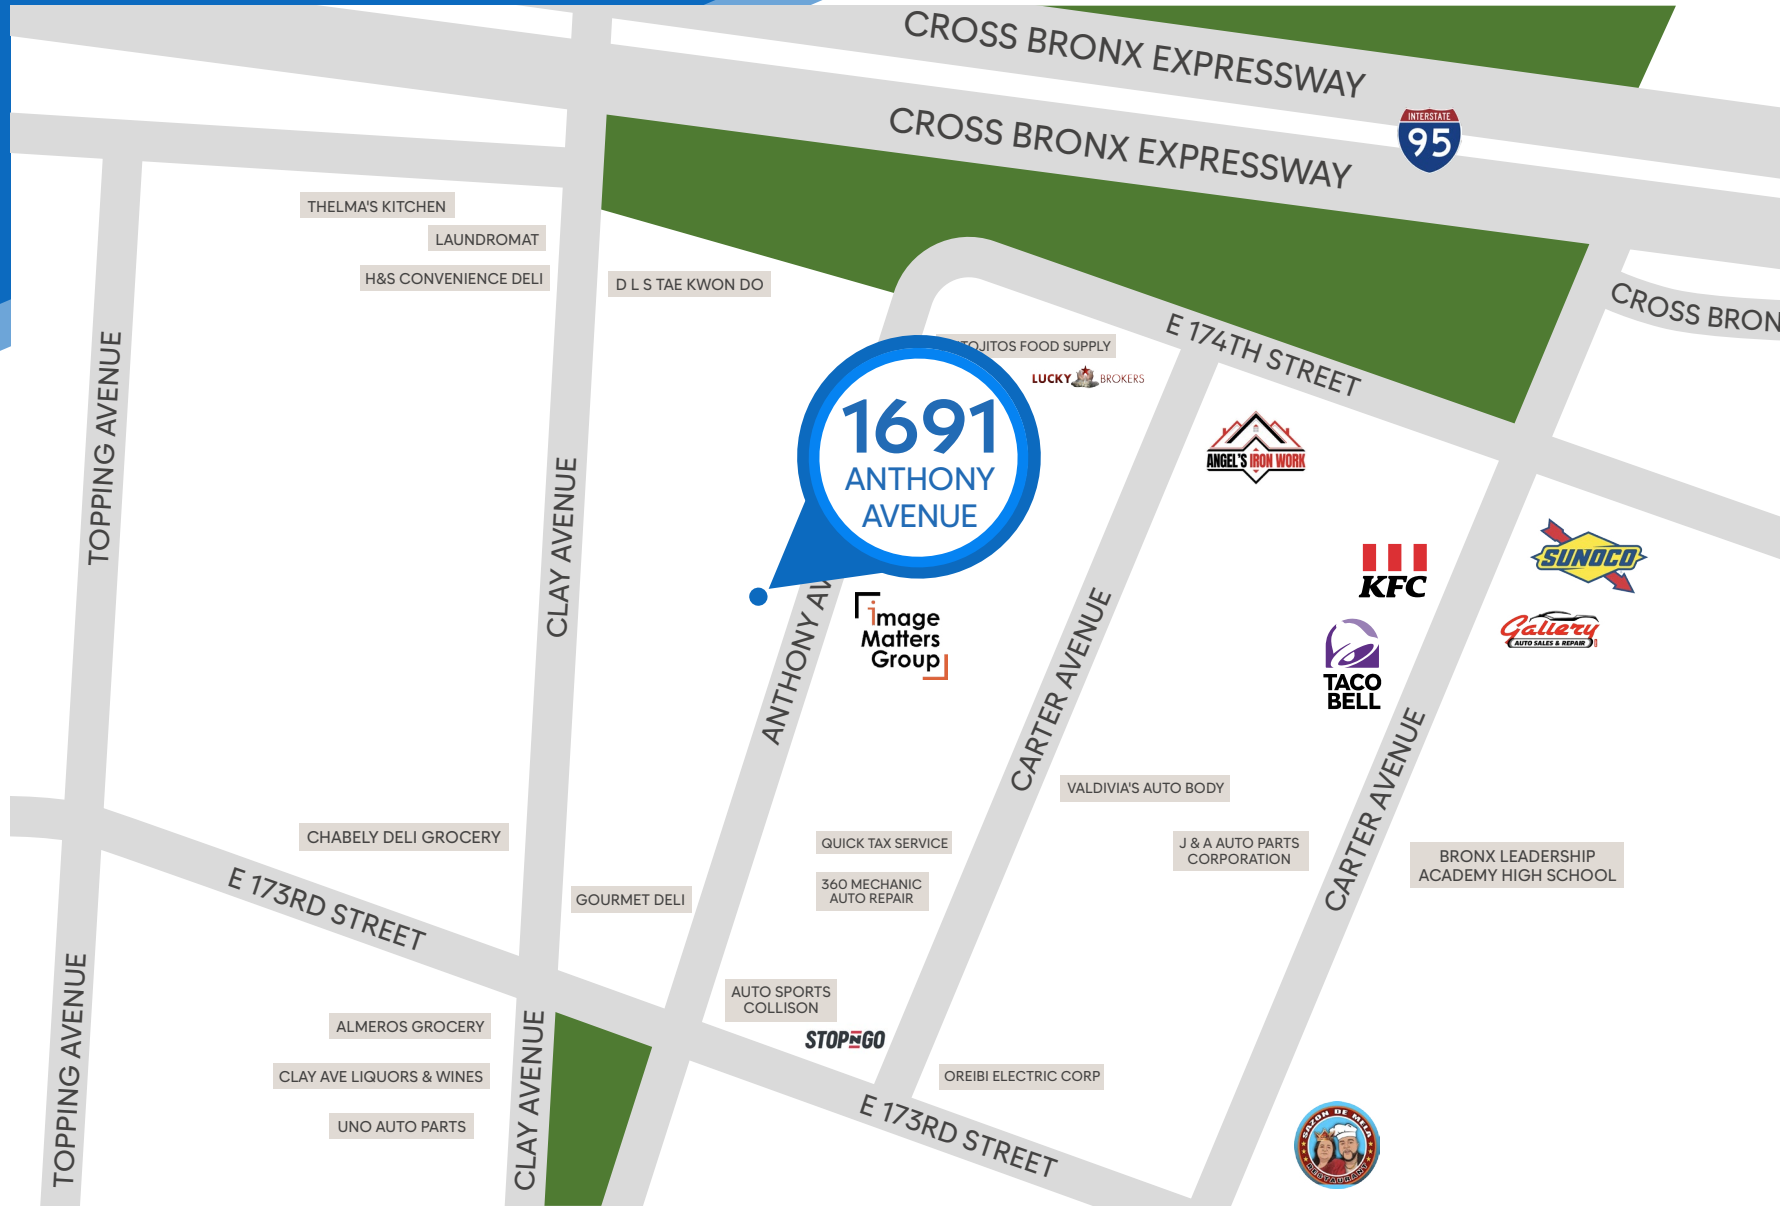 CROSS BRONX EXPRESSWAY
CROSS BRONX EXPRESSWAY
INTERSTATE
95
THELMA'S KITCHEN
LAUNDROMAT
H&S CONVENIENCE DELI
D L S TAE KWON DO
CROSS BRON
E 174TH STREET
TOJITOS FOOD SUPPLY
LUCKY BROKERS
TOPPING AVENUE
CLAY AVENUE
1691
ANTHONY
AVENUE
ANGEL'S IRON WORK
KFC
SUNOCO
Gallery
AUTO SALES & REPAIR
TACO
BELL
image
Matters
Group
ANTHONY AV
CARTER AVENUE
CARTER AVENUE
VALDIVIA'S AUTO BODY
CHABELY DELI GROCERY
QUICK TAX SERVICE
J & A AUTO PARTS
CORPORATION
BRONX LEADERSHIP
ACADEMY HIGH SCHOOL
360 MECHANIC
AUTO REPAIR
GOURMET DELI
E 173RD STREET
AUTO SPORTS
COLLISON
STOP N GO
TOPPING AVENUE
CLAY AVENUE
ALMEROS GROCERY
CLAY AVE LIQUORS & WINES
UNO AUTO PARTS
OREIBI ELECTRIC CORP
E 173RD STREET
SAZON DE MELA
RESTAURANT